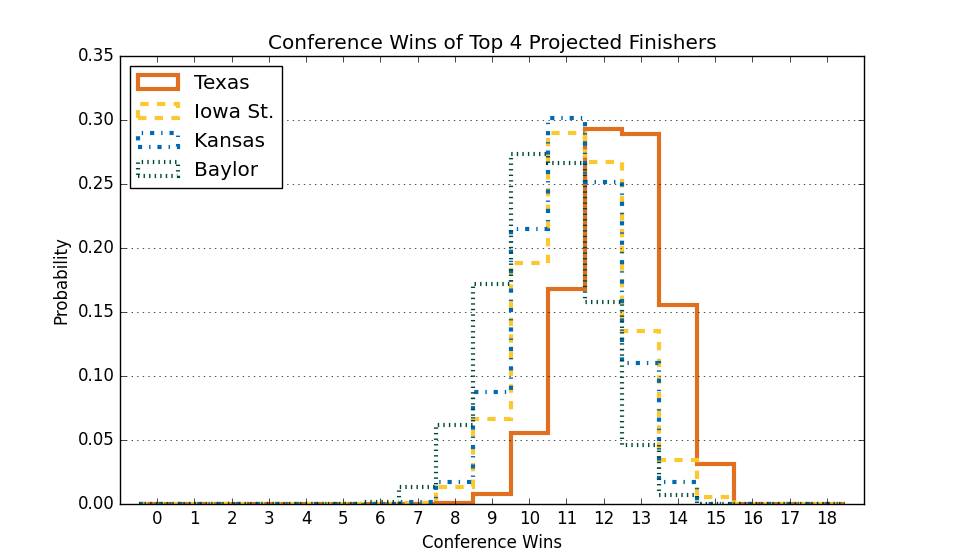 Conference Wins of Top 4 Projected Finishers
0.35
0.30
0.25
0.20
0.15
0.10
0.05
0.00
Probability
Texas
Iowa St.
Kansas
Baylor
0 1 2 3 4 5 6 7 8 9 10 11 12 13 14 15 16 17 18
Conference Wins